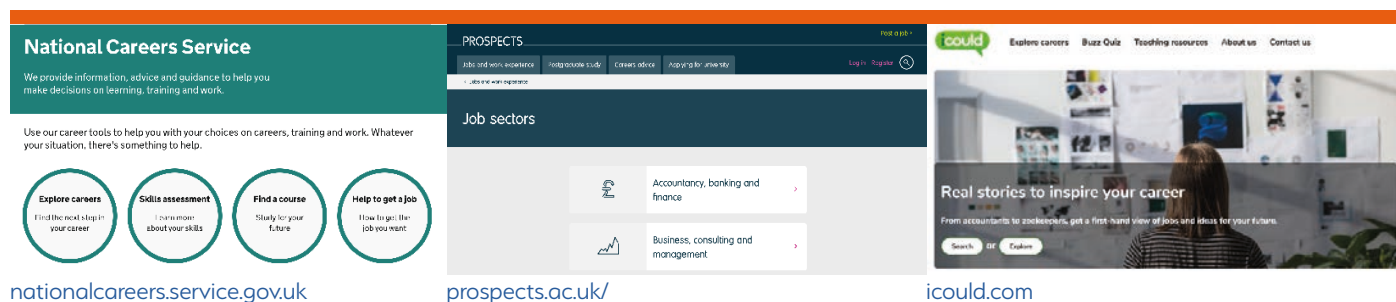 National Careers Service
We provide information, advice and guidance to help you
make decisions on learning, training and work.
Use our career tools to help you with your choices on careers, training and work. Whatever
your situation, there's something to help.
Explore careers
Find the next step in
your career
Skills assessment
Learn more
about your skills
Find a course
Study for your
future
Help to get a job
How to get the
job you want
nationalcareers.service.gov.uk
PROSPECTS
Post a job >
Jobs and work experience
Postgraduate study
Careers advice
Applying for university
Log in
Register
< Jobs and work experience
Job sectors
£
Accountancy, banking and
finance
>
Business, consulting and
management
>
prospects.ac.uk/
icould
Explore careers
Buzz Quiz
Teaching resources
About us
Contact us
Real stories to inspire your career
From accountants to zookeepers, get a first-hand view of jobs and ideas for your future.
Search or Explore
icould.com